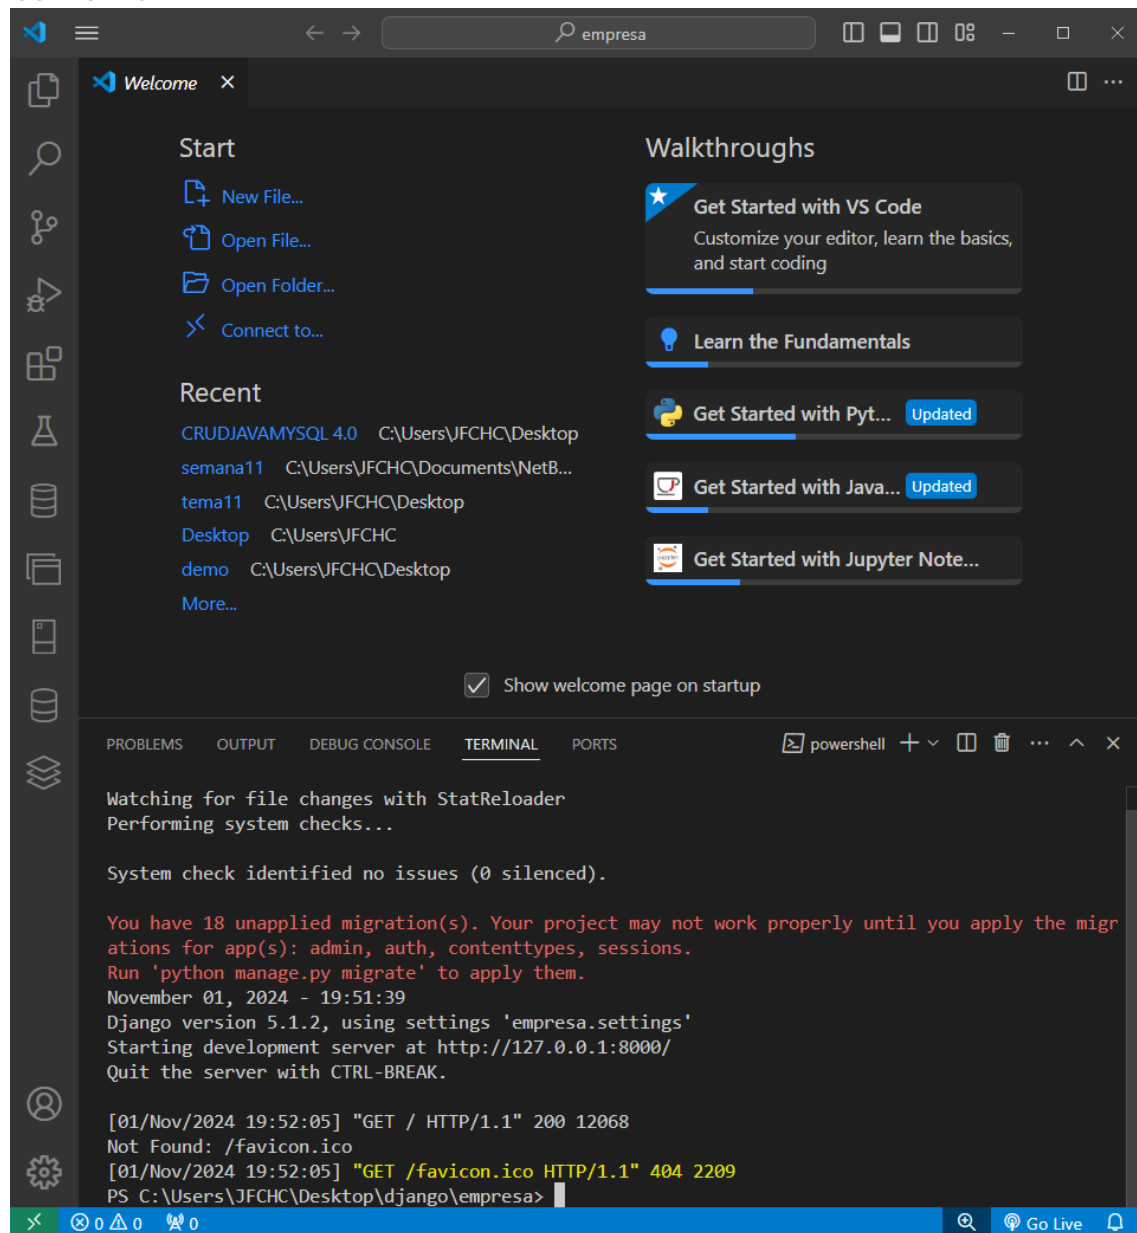 empresa
Welcome
Start
New File...
Open File...
Open Folder...
Connect to...
Recent
CRUDJAVAMYSQL 4.0 C:\Users\JFCHC\Desktop
semana11 C:\Users\JFCHC\Documents\NetB...
tema11 C:\Users\JFCHC\Desktop
Desktop C:\Users\JFCHC
demo C:\Users\JFCHC\Desktop
More...
Walkthroughs
Get Started with VS Code
Customize your editor, learn the basics,
and start coding
Learn the Fundamentals
Get Started with Pyt... Updated
Get Started with Java... Updated
Get Started with Jupyter Note...
Show welcome page on startup
PROBLEMS OUTPUT DEBUG CONSOLE TERMINAL PORTS powershell
Watching for file changes with StatReloader
Performing system checks...
System check identified no issues (0 silenced).
You have 18 unapplied migration(s). Your project may not work properly until you apply the migr
ations for app(s): admin, auth, contenttypes, sessions.
Run 'python manage.py migrate' to apply them.
November 01, 2024 - 19:51:39
Django version 5.1.2, using settings 'empresa.settings'
Starting development server at http://127.0.0.1:8000/
Quit the server with CTRL-BREAK.
[01/Nov/2024 19:52:05] "GET / HTTP/1.1" 200 12068
Not Found: /favicon.ico
[01/Nov/2024 19:52:05] "GET /favicon.ico HTTP/1.1" 404 2209
PS C:\Users\JFCHC\Desktop\django\empresa>
0 0 0 Go Live